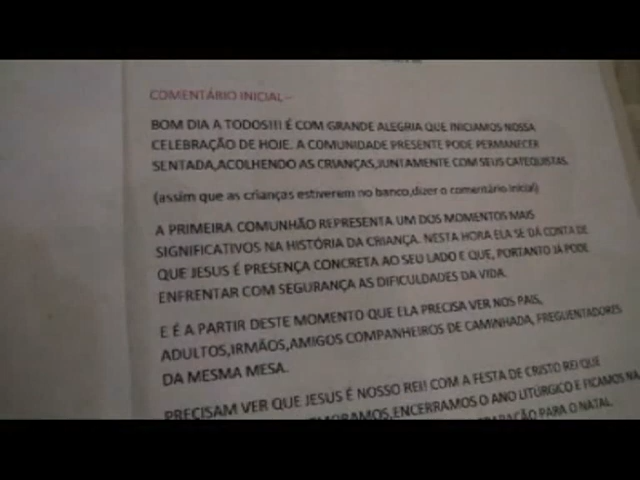 COMENTÁRIO INICIAL –
BOM DIA A TODOS!!! É COM GRANDE ALEGRIA QUE INICIAMOS NOSSA
CELEBRAÇÃO DE HOJE. A COMUNIDADE PRESENTE PODE PERMANECER
SENTADA,ACOLHENDO AS CRIANÇAS,JUNTAMENTE COM SEUS CATEQUISTAS.
(assim que as crianças estiverem no banco,dizer o comentário inicial)
A PRIMEIRA COMUNHÃO REPRESENTA UM DOS MOMENTOS MAIS
SIGNIFICATIVOS NA HISTÓRIA DA CRIANÇA. NESTA HORA ELA SE DÁ CONTA DE
QUE JESUS É PRESENÇA CONCRETA AO SEU LADO E QUE, PORTANTO JÁ PODE
ENFRENTAR COM SEGURANÇA AS DIFICULDADES DA VIDA.
E É A PARTIR DESTE MOMENTO QUE ELA PRECISA VER NOS PAIS,
ADULTOS,IRMÃOS,AMIGOS COMPANHEIROS DE CAMINHADA, FREGUENTADORES
DA MESMA MESA.
PRECISAM VER QUE JESUS É NOSSO REI! COM A FESTA DE CRISTO REI QUE
ENCERRAMOS O ANO LITÚRGICO E FICAMOS NA
PARA O NATAL.